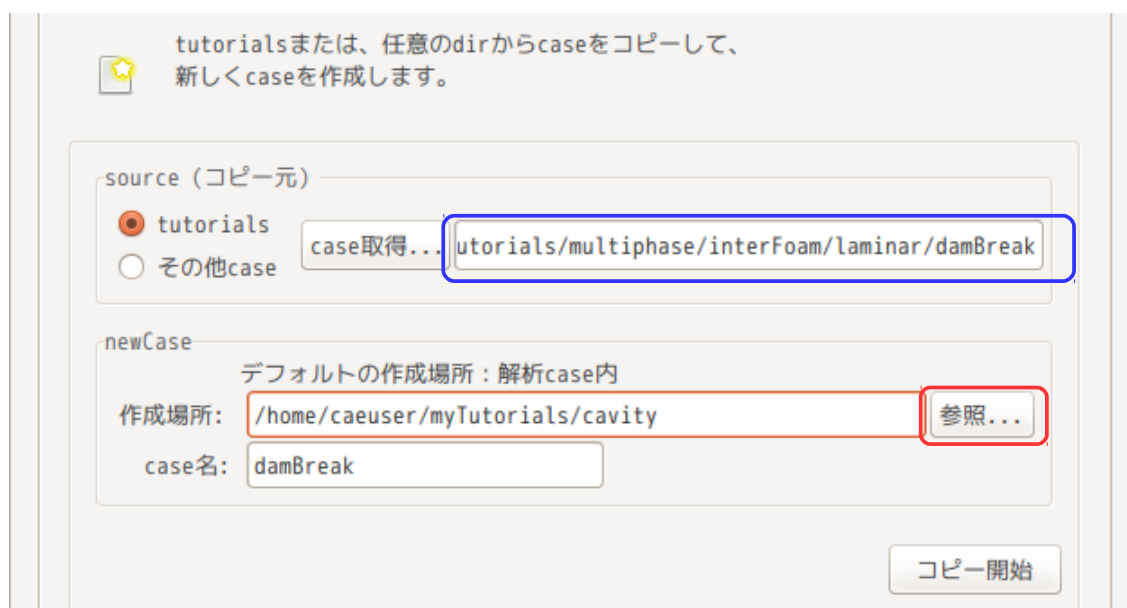 tutorialsまたは、任意のdirからcaseをコピーして、
新しくcaseを作成します。
source (コピー元)
tutorials
その他case
case取得...
utorials/multiphase/interFoam/laminar/damBreak
newCase
デフォルトの作成場所：解析case内
作成場所:
/home/caeuser/myTutorials/cavity
参照...
case名:
damBreak
コピー開始